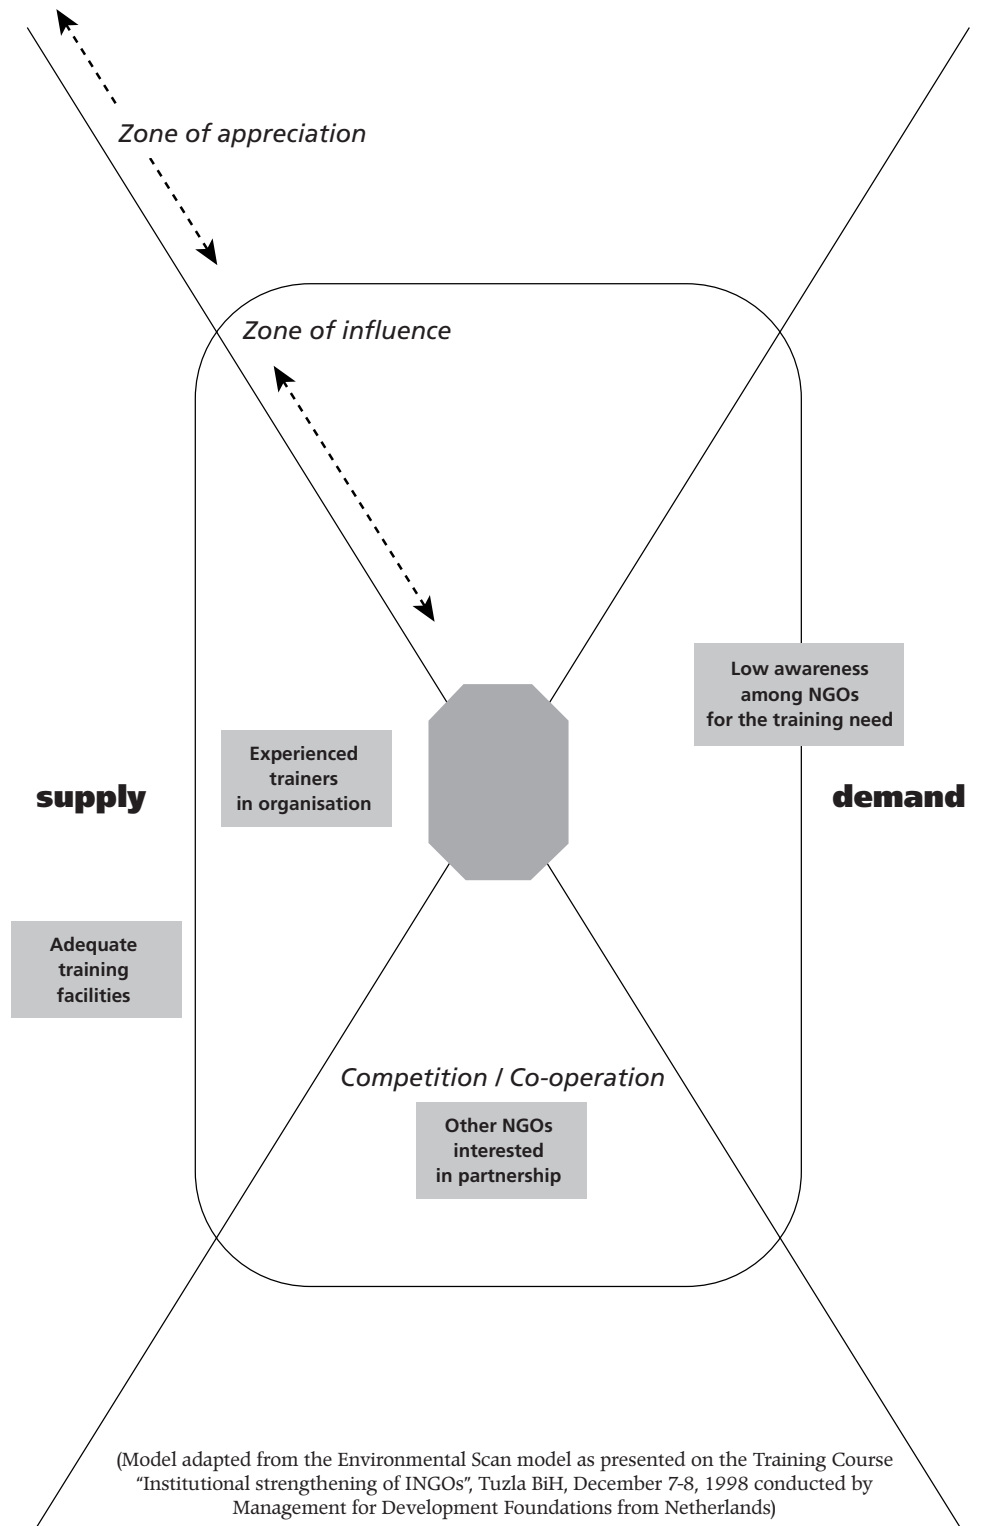 Zone of appreciation
Zone of influence
Low awareness
among NGOs
for the training need
Experienced
trainers
in organisation
supply
demand
Adequate
training
facilities
Competition / Co-operation
Other NGOs
interested
in partnership
(Model adapted from the Environmental Scan model as presented on the Training Course
“Institutional strengthening of INGOs”, Tuzla BiH, December 7-8, 1998 conducted by
Management for Development Foundations from Netherlands)